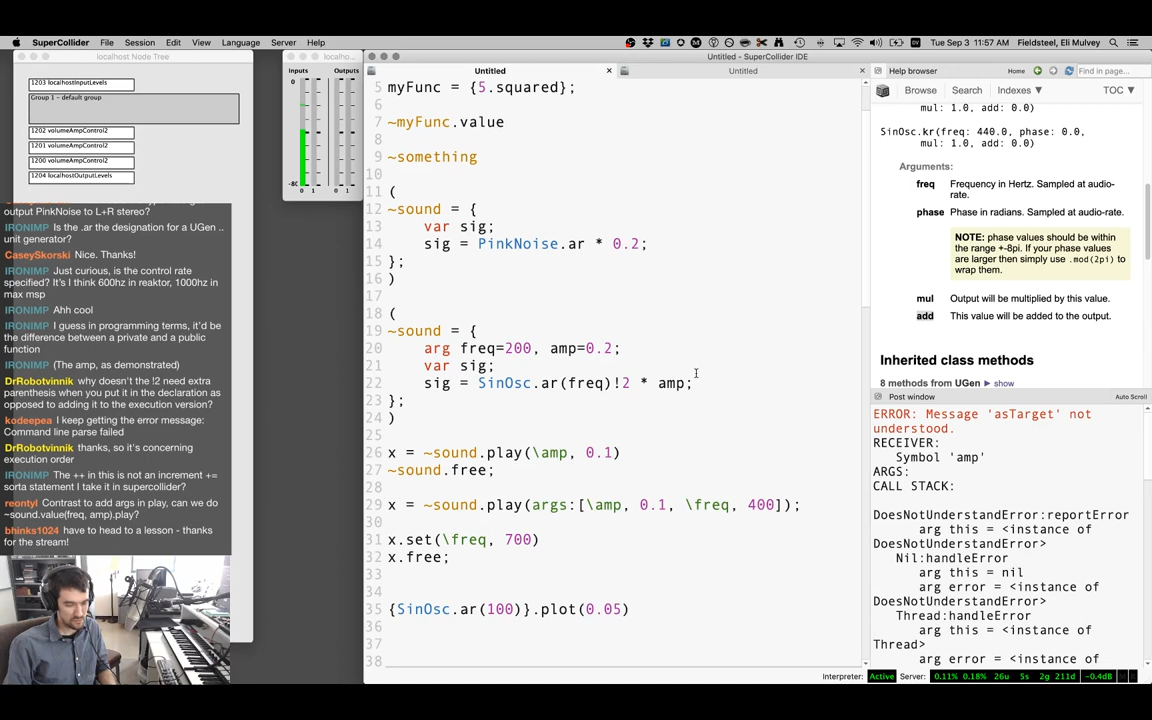 SuperCollider File Session Edit View Language Server Help
Tue Sep 3 11:57 AM Fieldsteel, Eli Mulvey
localhost Node Tree
1203 localhostInputLevels
Group 1 - default group
1202 volumeAmpControl2
1201 volumeAmpControl2
1200 volumeAmpControl2
1204 localhostOutputLevels
output PinkNoise to L+R stereo?
IRONIMP Is the .ar the designation for a UGen ..
unit generator?
CaseySkorski Nice. Thanks!
IRONIMP Just curious, is the control rate
specified? It's I think 600hz in reaktor, 1000hz in
max msp
IRONIMP Ahh cool
IRONIMP I guess in programming terms, it'd be
the difference between a private and a public
function
IRONIMP (The amp, as demonstrated)
DrRobotvinnik why doesn't the !2 need extra
parenthesis when you put it in the declaration as
opposed to adding it to the execution version?
kodeepea I keep getting the error message:
Command line parse failed
DrRobotvinnik thanks, so it's concerning
execution order
IRONIMP The ++ in this is not an increment +=
sorta statement I take it in supercollider?
reontyl Contrast to add args in play, can we do
~sound.value(freq, amp).play?
bhinks1024 have to head to a lesson - thanks
for the stream!
localho...
Inputs Outputs
0
-80
0 1 0 1
Untitled - SuperCollider IDE
Untitled Untitled
5 myFunc = {5.squared};
6
7 ~myFunc.value
8
9 ~something
10
11 (
12 ~sound = {
13 var sig;
14 sig = PinkNoise.ar * 0.2;
15 };
16 )
17
18 (
19 ~sound = {
20 arg freq=200, amp=0.2;
21 var sig;
22 sig = SinOsc.ar(freq)!2 * amp;
23 };
24 )
25
26 x = ~sound.play(\amp, 0.1)
27 ~sound.free;
28
29 x = ~sound.play(args:[\amp, 0.1, \freq, 400]);
30
31 x.set(\freq, 700)
32 x.free;
33
34
35 {SinOsc.ar(100)}.plot(0.05)
36
37
38
Help browser Home Find in page...
Browse Search Indexes TOC
mul: 1.0, add: 0.0)
SinOsc.kr(freq: 440.0, phase: 0.0,
mul: 1.0, add: 0.0)
Arguments:
freq Frequency in Hertz. Sampled at audio-
rate.
phase Phase in radians. Sampled at audio-rate.
NOTE: phase values should be within
the range +-8pi. If your phase values
are larger then simply use .mod(2pi) to
wrap them.
mul Output will be multiplied by this value.
add This value will be added to the output.
Inherited class methods
8 methods from UGen ► show
Post window Auto Scroll
ERROR: Message 'asTarget' not
understood.
RECEIVER:
Symbol 'amp'
ARGS:
CALL STACK:
DoesNotUnderstandError:reportError
arg this = <instance of
DoesNotUnderstandError>
Nil:handleError
arg this = nil
arg error = <instance of
DoesNotUnderstandError>
Thread:handleError
arg this = <instance of
Thread>
arg error = <instance of
Interpreter: Active Server: 0.11% 0.18% 26u 5s 2g 211d -0.4dB